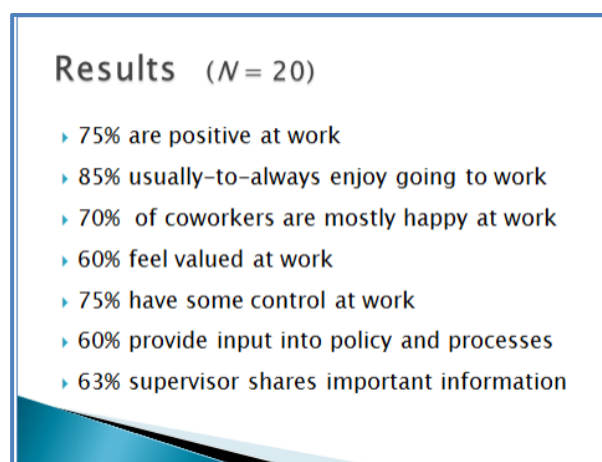 Results (N = 20)
75% are positive at work
85% usually-to-always enjoy going to work
70% of coworkers are mostly happy at work
60% feel valued at work
75% have some control at work
60% provide input into policy and processes
63% supervisor shares important information